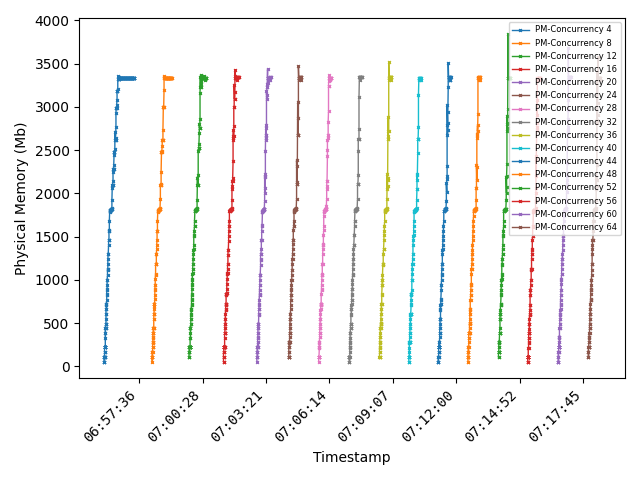 4000
3500
3000
2500
2000
1500
1000
500
0
Physical Memory (Mb)
PM-Concurrency 4
PM-Concurrency 8
PM-Concurrency 12
PM-Concurrency 16
PM-Concurrency 20
PM-Concurrency 24
PM-Concurrency 28
PM-Concurrency 32
PM-Concurrency 36
PM-Concurrency 40
PM-Concurrency 44
PM-Concurrency 48
PM-Concurrency 52
PM-Concurrency 56
PM-Concurrency 60
PM-Concurrency 64
06:57:36
07:00:28
07:03:21
07:06:14
07:09:07
07:12:00
07:14:52
07:17:45
Timestamp